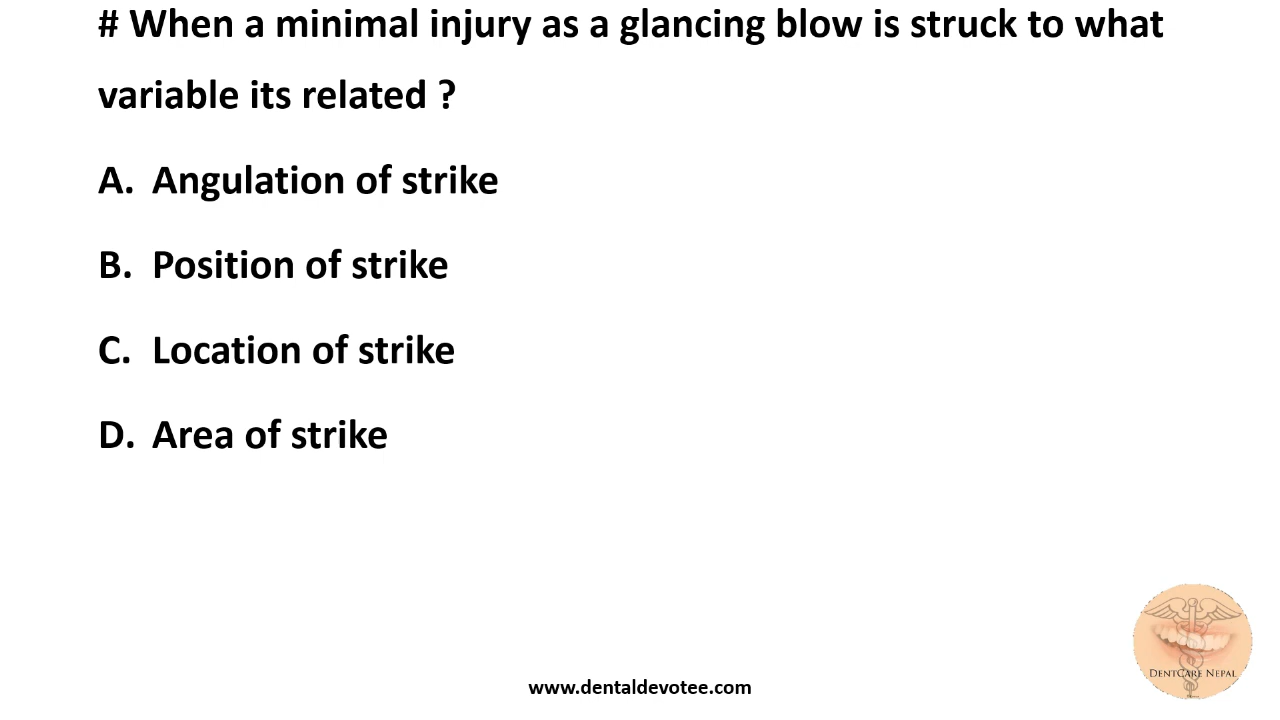 # When a minimal injury as a glancing blow is struck to what
variable its related ?
A. Angulation of strike
B. Position of strike
C. Location of strike
D. Area of strike
DentCare Nepal
www.dentaldevotee.com